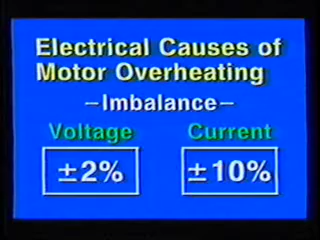 Electrical Causes of
Motor Overheating
–Imbalance–
Voltage Current
±2% ±10%